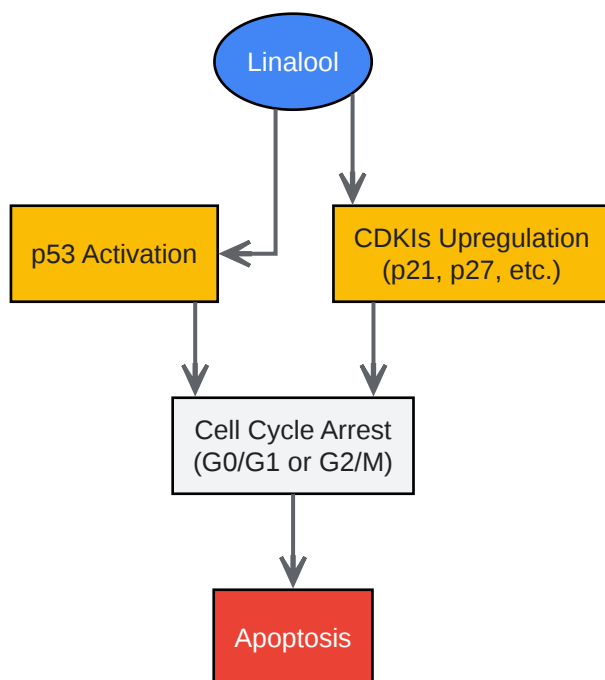 Linalool
p53 Activation
CDKIs Upregulation
(p21, p27, etc.)
Cell Cycle Arrest
(G0/G1 or G2/M)
Apoptosis